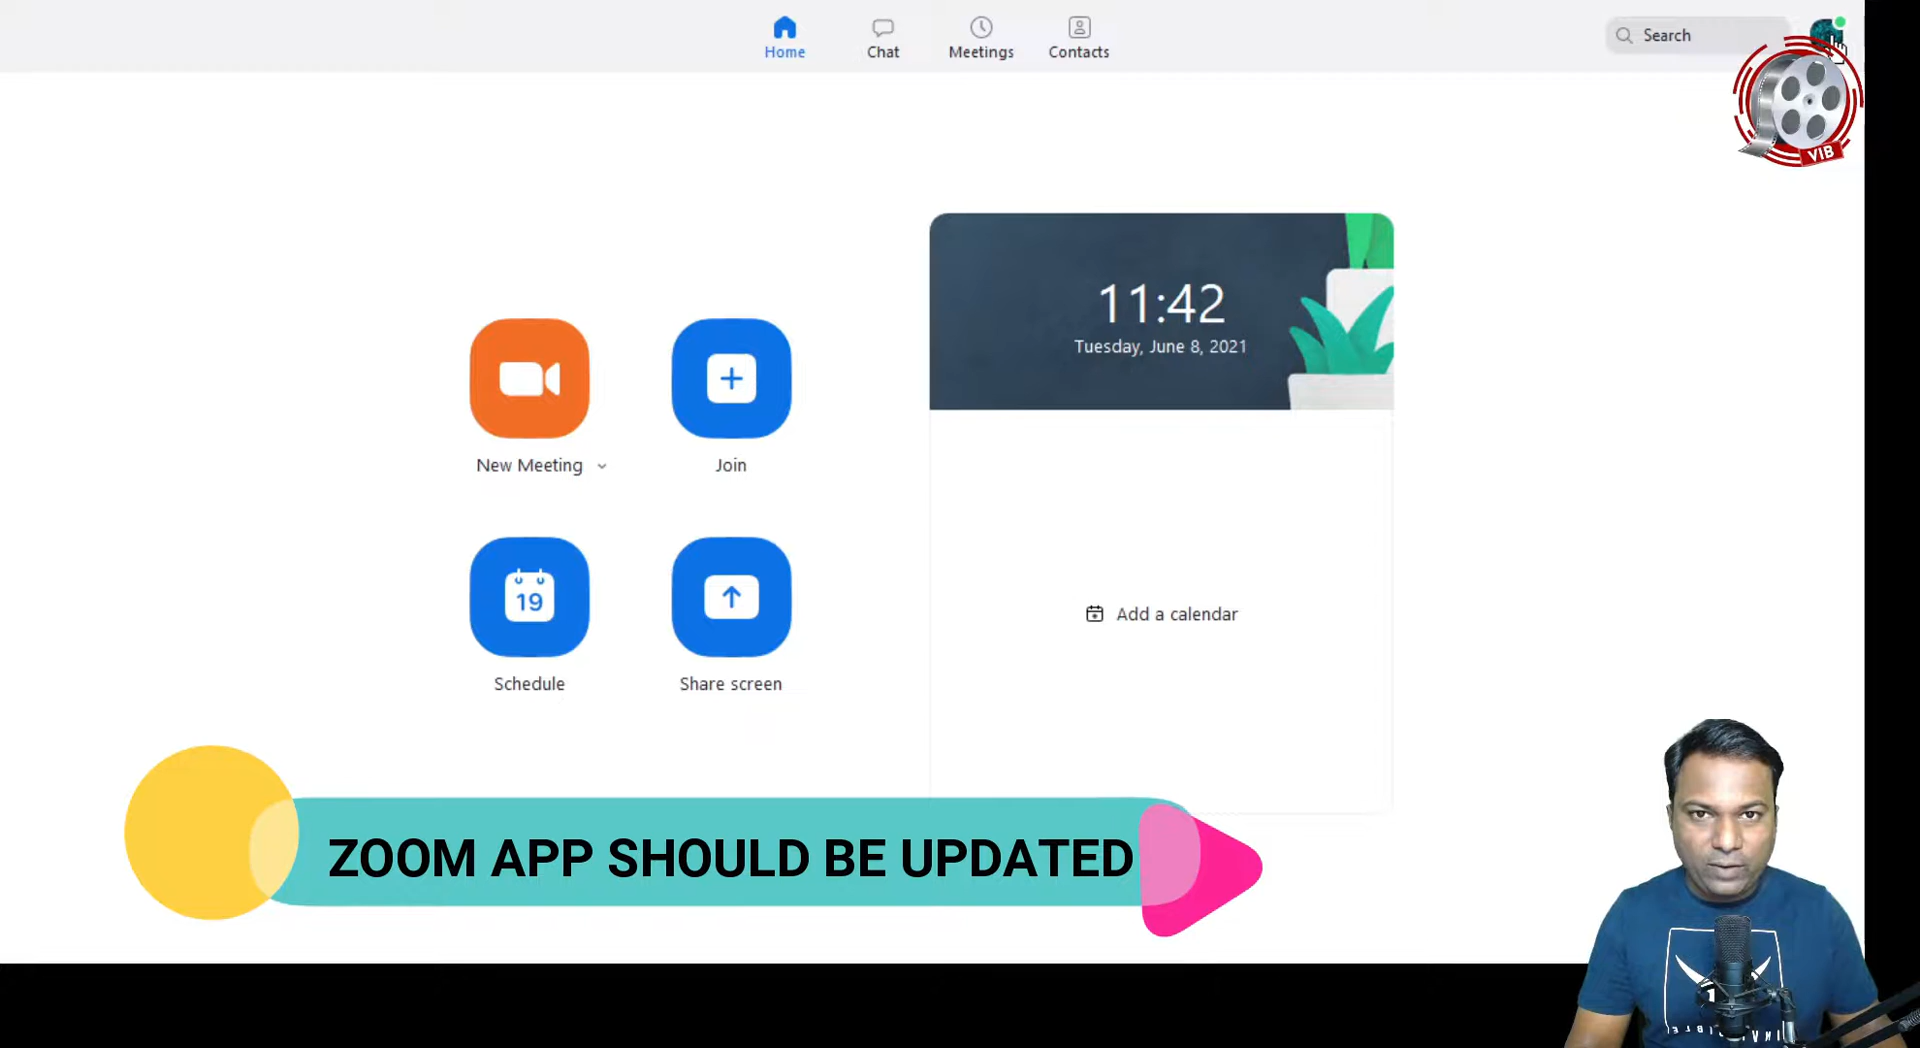 Home
Chat
Meetings
Contacts
Search
VIB
11:42
Tuesday, June 8, 2021
New Meeting
Join
19
Schedule
Share screen
Add a calendar
ZOOM APP SHOULD BE UPDATED